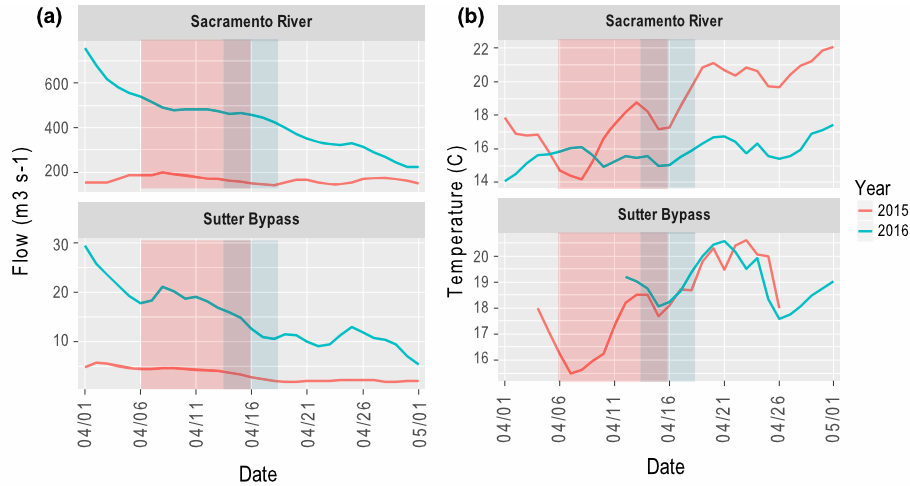 (a)
Sacramento River
600
400
200
Sutter Bypass
30
20
10
Flow (m3 s-1)
04/01
04/06
04/11
04/16
04/21
04/26
05/01
Date
(b)
Sacramento River
22
20
18
16
14
Sutter Bypass
20
19
18
17
16
Temperature (C)
04/01
04/06
04/11
04/16
04/21
04/26
05/01
Date
Year
2015
2016